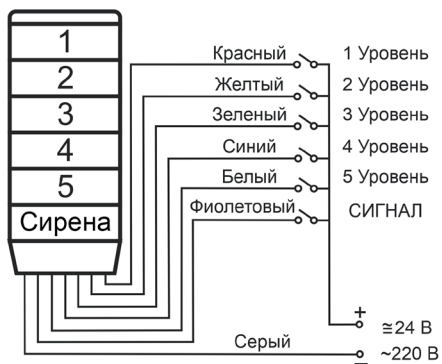 1
2
3
4
5
Сирена
Красный 1 Уровень
Желтый 2 Уровень
Зеленый 3 Уровень
Синий 4 Уровень
Белый 5 Уровень
Фиолетовый СИГНАЛ
+
≅24 В
Серый ~220 В
−